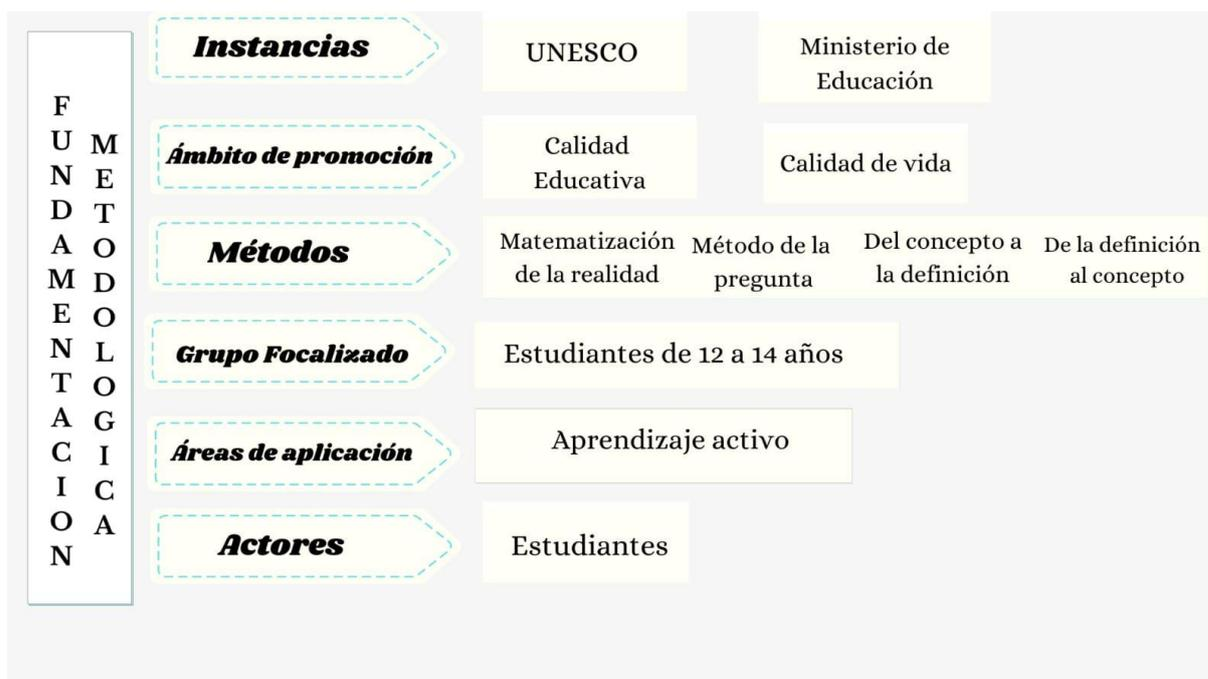 FUNDAMENTACION
METODOLOGICA
Instancias
UNESCO
Ministerio de
Educación
Ámbito de promoción
Calidad
Educativa
Calidad de vida
Métodos
Matematización
de la realidad
Método de la
pregunta
Del concepto a
la definición
De la definición
al concepto
Grupo Focalizado
Estudiantes de 12 a 14 años
Áreas de aplicación
Aprendizaje activo
Actores
Estudiantes